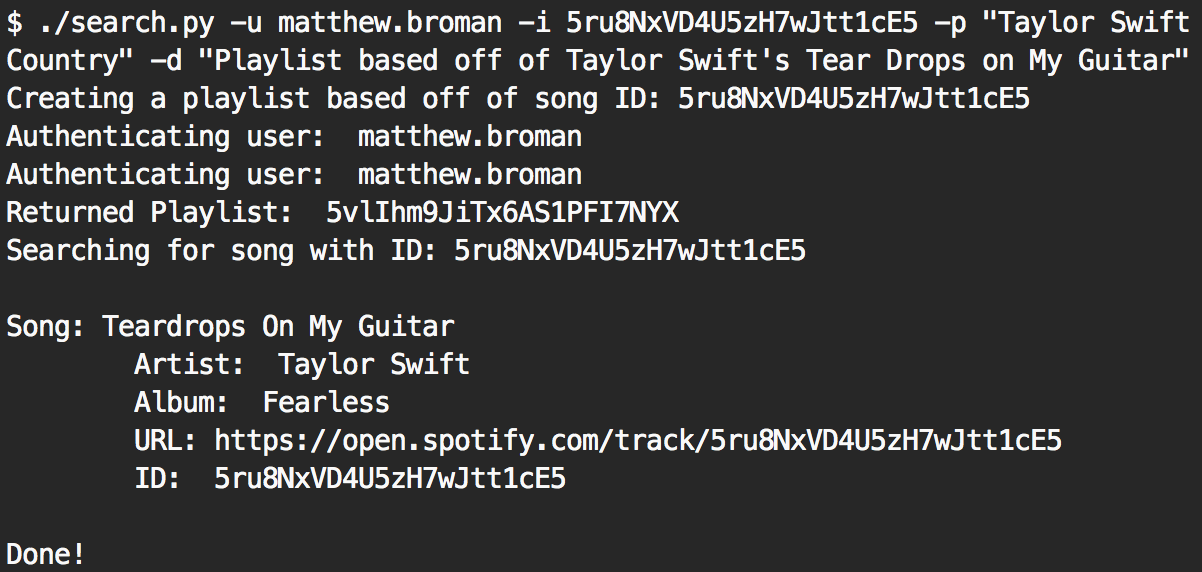 $ ./search.py -u matthew.broman -i 5ru8NxVD4U5zH7wJtt1cE5 -p "Taylor Swift
Country" -d "Playlist based off of Taylor Swift's Tear Drops on My Guitar"
Creating a playlist based off of song ID: 5ru8NxVD4U5zH7wJtt1cE5
Authenticating user:  matthew.broman
Authenticating user:  matthew.broman
Returned Playlist:  5vlIhm9JiTx6AS1PFI7NYX
Searching for song with ID: 5ru8NxVD4U5zH7wJtt1cE5

Song: Teardrops On My Guitar
        Artist:  Taylor Swift
        Album:  Fearless
        URL: https://open.spotify.com/track/5ru8NxVD4U5zH7wJtt1cE5
        ID:  5ru8NxVD4U5zH7wJtt1cE5

Done!